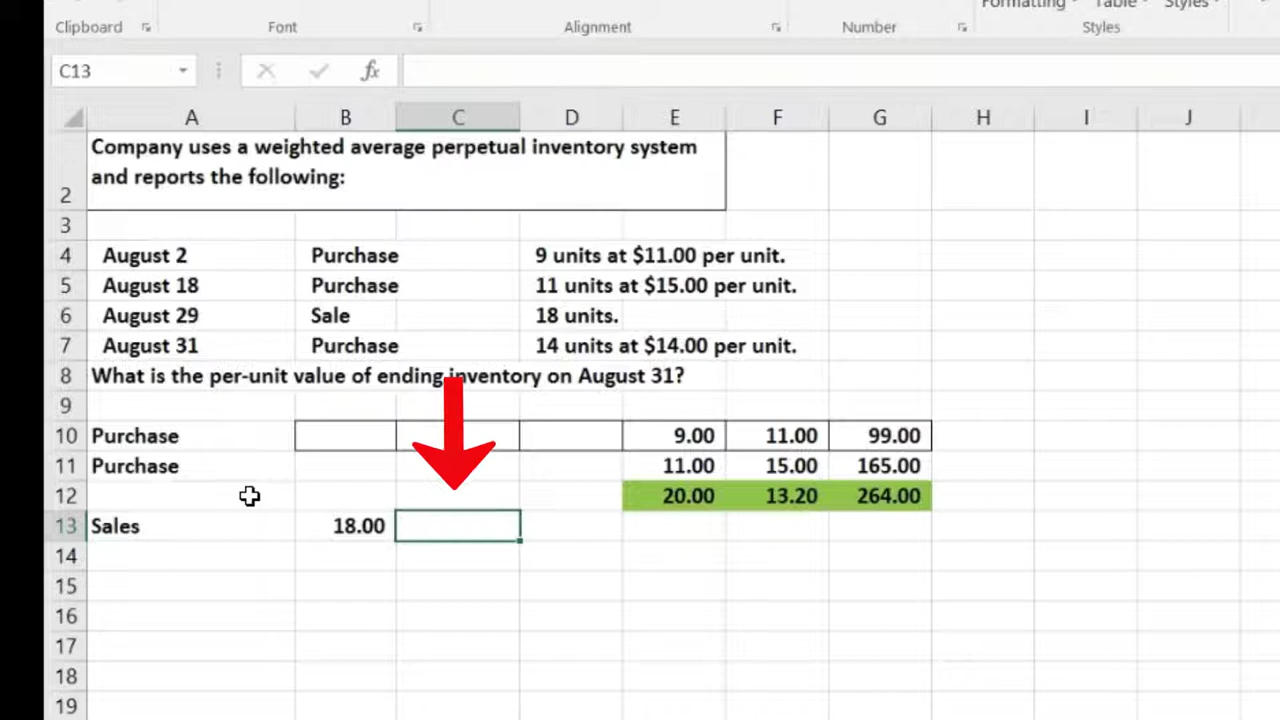 Formatting Table Styles
Clipboard Font Alignment Number Styles
C13 fx
A B C D E F G H I J
Company uses a weighted average perpetual inventory system
2 and reports the following:
3
4 August 2 Purchase 9 units at $11.00 per unit.
5 August 18 Purchase 11 units at $15.00 per unit.
6 August 29 Sale 18 units.
7 August 31 Purchase 14 units at $14.00 per unit.
8 What is the per-unit value of ending inventory on August 31?
9
10 Purchase 9.00 11.00 99.00
11 Purchase 11.00 15.00 165.00
12 20.00 13.20 264.00
13 Sales 18.00
14
15
16
17
18
19